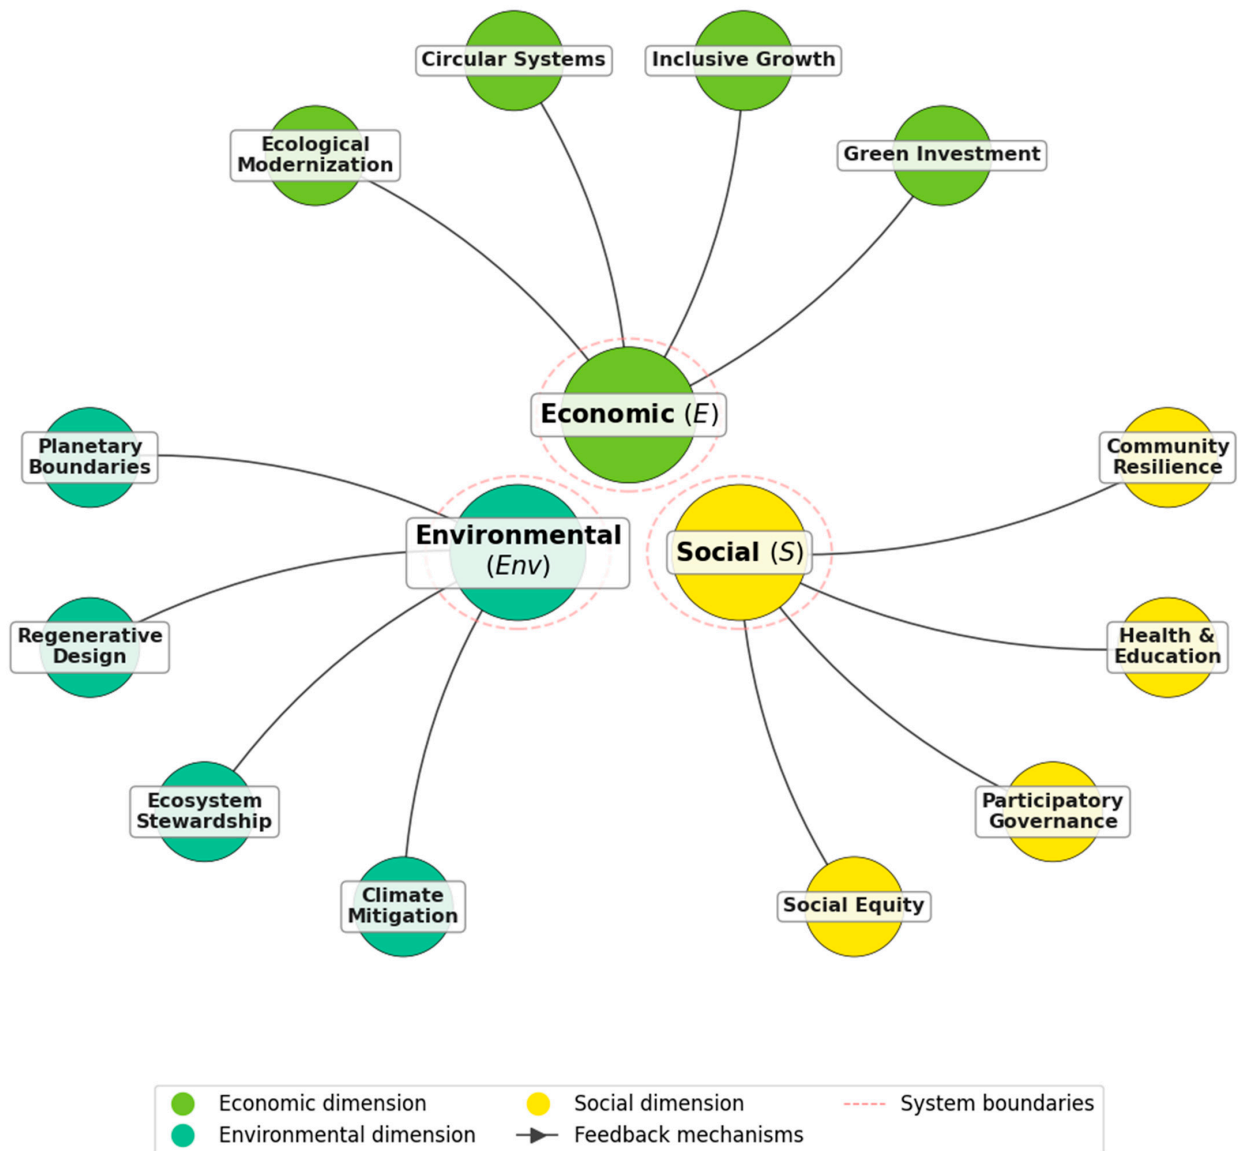 Circular Systems
Inclusive Growth
Ecological
Modernization
Green Investment
Economic (E)
Planetary
Boundaries
Community
Resilience
Environmental
(Env)
Social (S)
Regenerative
Design
Health &
Education
Ecosystem
Stewardship
Participatory
Governance
Climate
Mitigation
Social Equity
Economic dimension
Social dimension
System boundaries
Environmental dimension
Feedback mechanisms